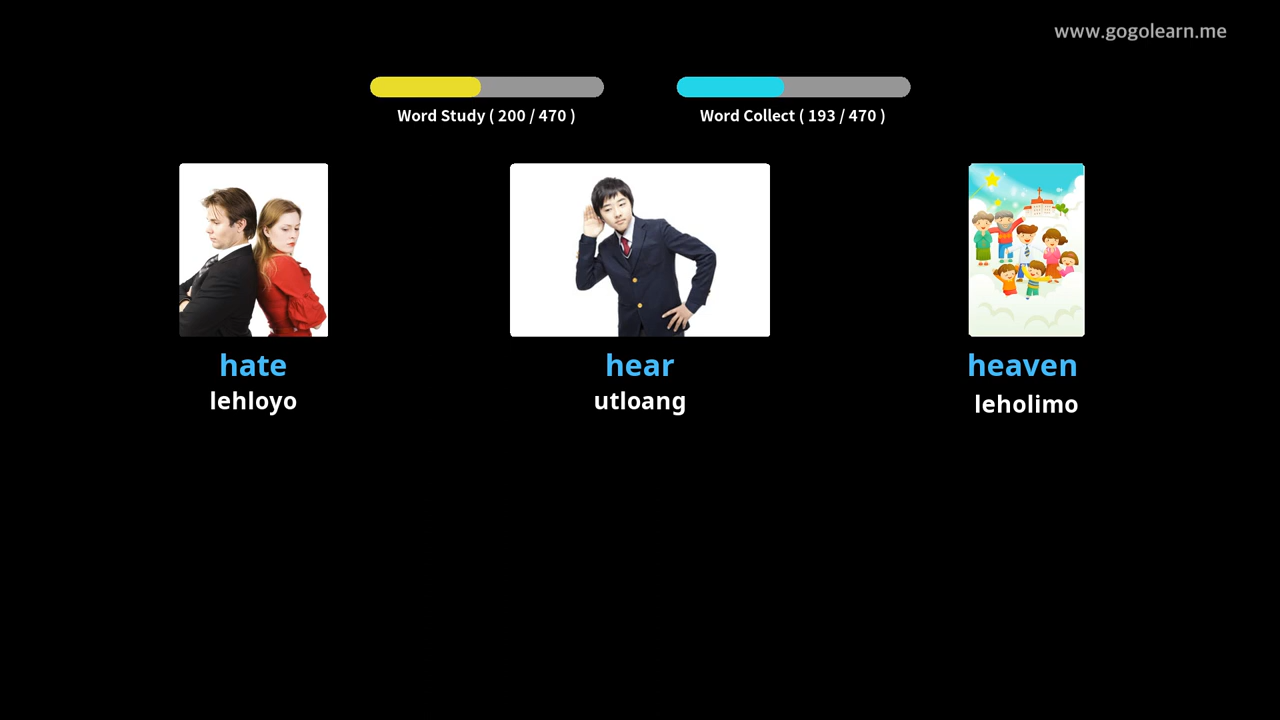 www.gogolearn.me
Word Study ( 200 / 470 )
Word Collect ( 193 / 470 )
hate
lehloyo
hear
utloang
heaven
leholimo